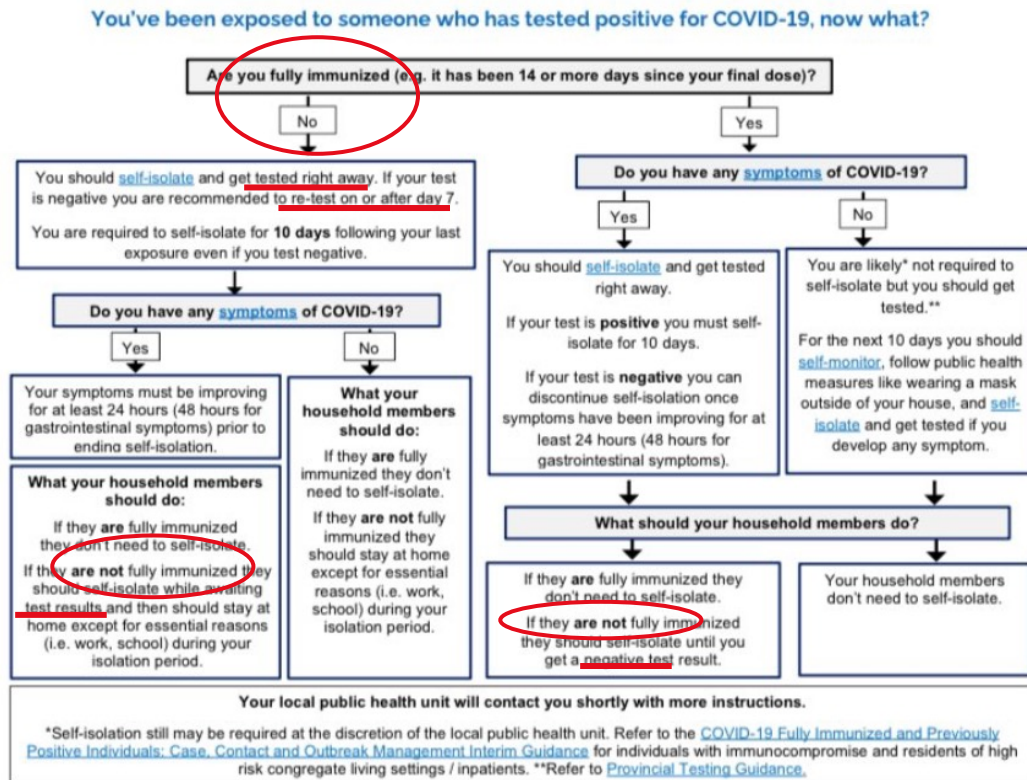 You've been exposed to someone who has tested positive for COVID-19, now what?
Are you fully immunized (e.g. it has been 14 or more days since your final dose)?
No
Yes
You should self-isolate and get tested right away. If your test
is negative you are recommended to re-test on or after day 7.
You are required to self-isolate for 10 days following your last
exposure even if you test negative.
Do you have any symptoms of COVID-19?
Yes
No
Your symptoms must be improving
for at least 24 hours (48 hours for
gastrointestinal symptoms) prior to
ending self-isolation.
What your household members
should do:
If they are fully immunized
they don't need to self-isolate.
If they are not fully immunized they
should self-isolate while awaiting
test results and then should stay at
home except for essential reasons
(i.e. work, school) during your
isolation period.
What your
household members
should do:
If they are fully
immunized they don't
need to self-isolate.
If they are not fully
immunized they
should stay at home
except for essential
reasons (i.e. work,
school) during your
isolation period.
Do you have any symptoms of COVID-19?
Yes
No
You should self-isolate and get tested
right away.
If your test is positive you must self-
isolate for 10 days.
If your test is negative you can
discontinue self-isolation once
symptoms have been improving for at
least 24 hours (48 hours for
gastrointestinal symptoms).
You are likely* not required to
self-isolate but you should get
tested.**
For the next 10 days you should
self-monitor, follow public health
measures like wearing a mask
outside of your house, and self-
isolate and get tested if you
develop any symptom.
What should your household members do?
If they are fully immunized they
don't need to self-isolate.
If they are not fully immunized
they should self-isolate until you
get a negative test result.
Your household members
don't need to self-isolate.
Your local public health unit will contact you shortly with more instructions.
*Self-isolation still may be required at the discretion of the local public health unit. Refer to the COVID-19 Fully Immunized and Previously
Positive Individuals: Case, Contact and Outbreak Management Interim Guidance for individuals with immunocompromise and residents of high
risk congregate living settings / inpatients. **Refer to Provincial Testing Guidance.